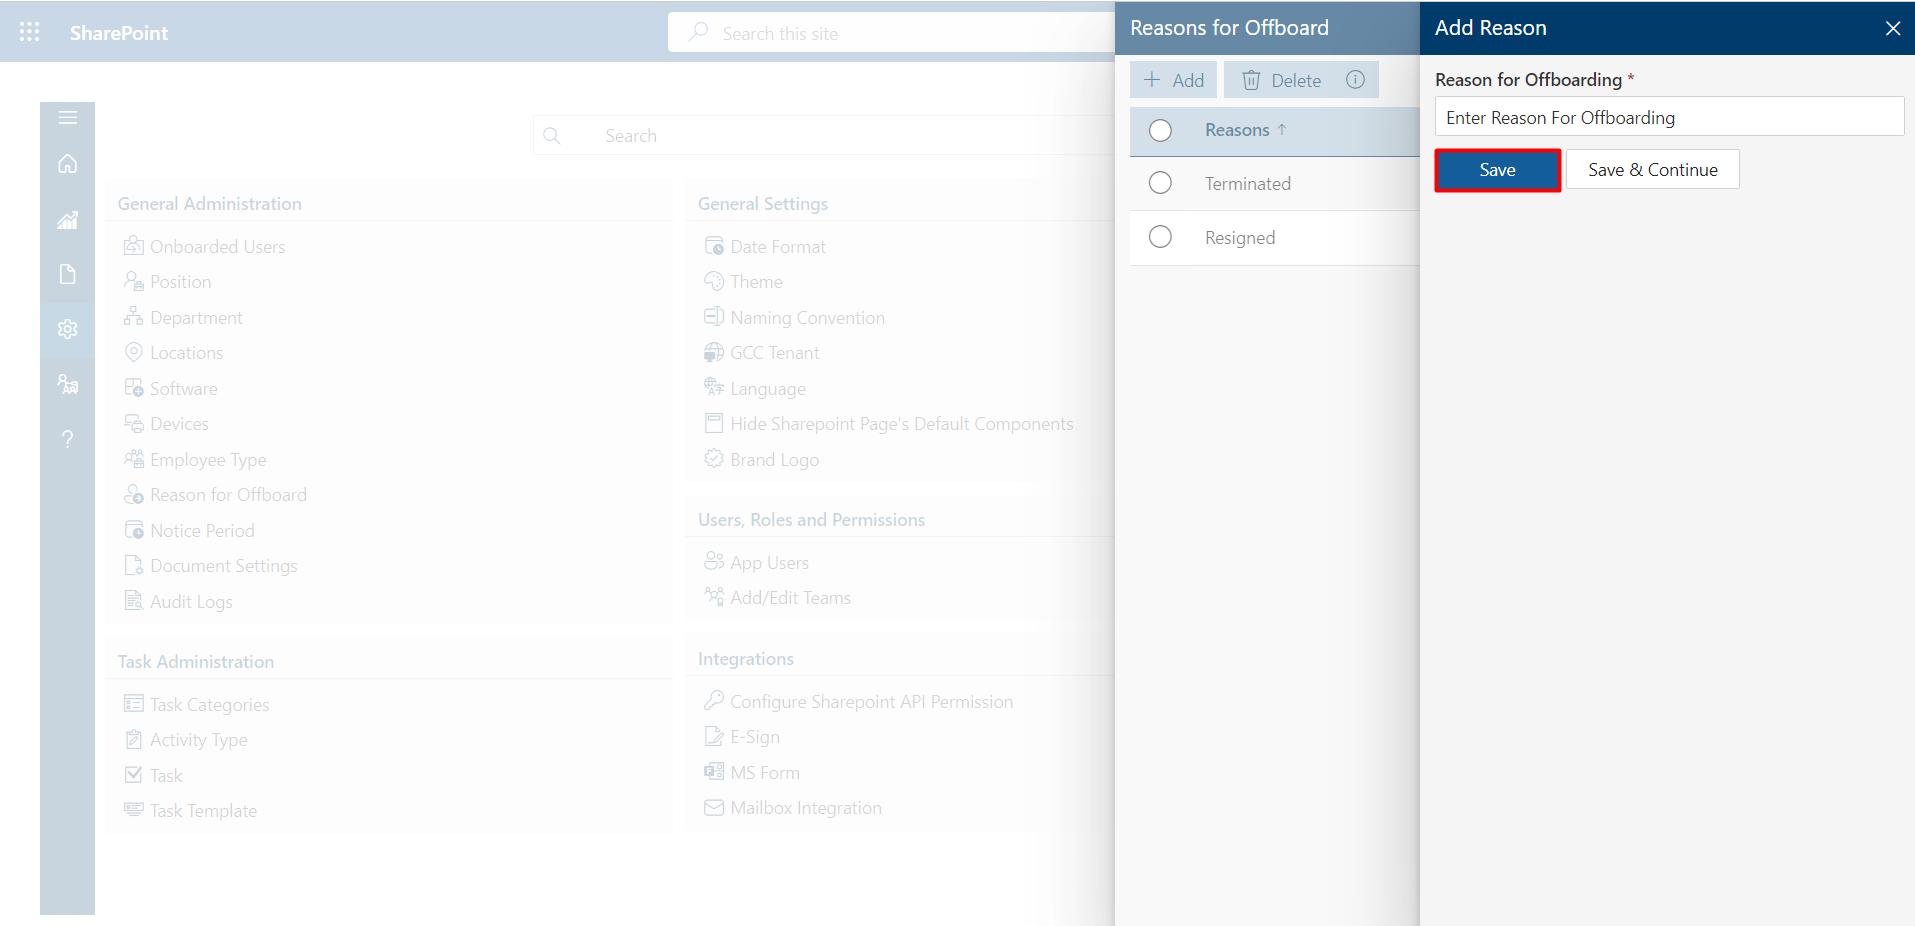 SharePoint
Search this site
Search
General Administration
Onboarded Users
Position
Department
Locations
Software
Devices
Employee Type
Reason for Offboard
Notice Period
Document Settings
Audit Logs
Task Administration
Task Categories
Activity Type
Task
Task Template
General Settings
Date Format
Theme
Naming Convention
GCC Tenant
Language
Hide Sharepoint Page's Default Components
Brand Logo
Users, Roles and Permissions
App Users
Add/Edit Teams
Integrations
Configure Sharepoint API Permission
E-Sign
MS Form
Mailbox Integration
Reasons for Offboard
Add Delete
Reasons ↑
Terminated
Resigned
Add Reason
Reason for Offboarding *
Enter Reason For Offboarding
Save Save & Continue